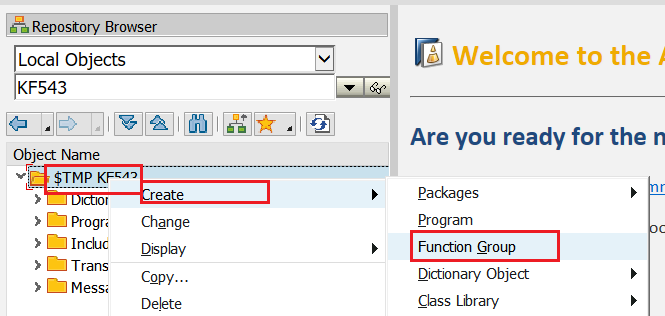 Repository Browser
Local Objects
KF543
Object Name
$TMP KF543
Diction
Progra
Includ
Trans
Messa
Create
Change
Display
Copy...
Delete
Packages
Program
Function Group
Dictionary Object
Class Library
Welcome to the A
Are you ready for the n